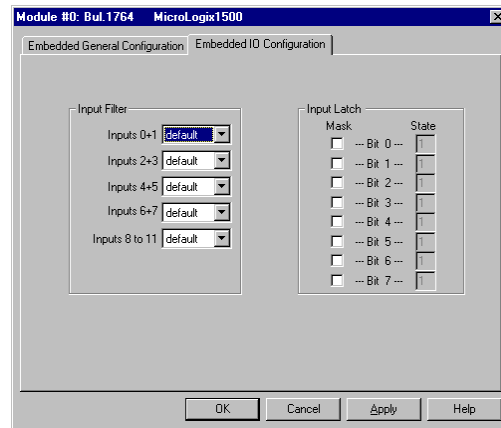 Module #0: Bul.1764 MicroLogix1500
Embedded General Configuration Embedded IO Configuration
Input Filter
Inputs 0+1 default
Inputs 2+3 default
Inputs 4+5 default
Inputs 6+7 default
Inputs 8 to 11 default
Input Latch
Mask State
--- Bit 0 --- 1
--- Bit 1 --- 1
--- Bit 2 --- 1
--- Bit 3 --- 1
--- Bit 4 --- 1
--- Bit 5 --- 1
--- Bit 6 --- 1
--- Bit 7 --- 1
OK Cancel Apply Help